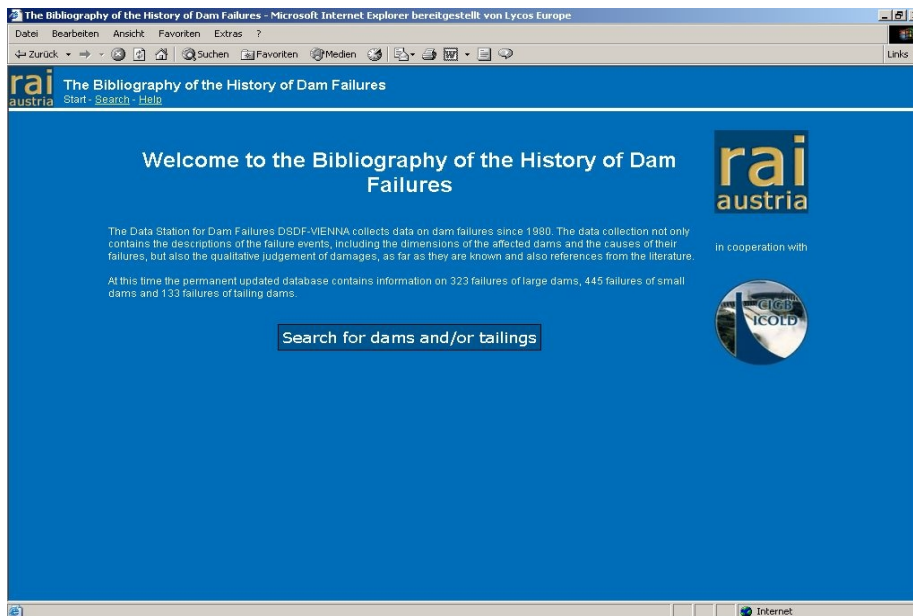 The Bibliography of the History of Dam Failures - Microsoft Internet Explorer bereitgestellt von Lycos Europe
Datei Bearbeiten Ansicht Favoriten Extras ?
Zurück Suchen Favoriten Medien Links
rai
austria
The Bibliography of the History of Dam Failures
Start - Search - Help
Welcome to the Bibliography of the History of Dam
Failures
rai
austria
The Data Station for Dam Failures DSDF-VIENNA collects data on dam failures since 1980. The data collection not only
contains the descriptions of the failure events, including the dimensions of the affected dams and the causes of their
failures, but also the qualitative judgement of damages, as far as they are known and also references from the literature.
in cooperation with
At this time the permanent updated database contains information on 323 failures of large dams, 445 failures of small
dams and 133 failures of tailing dams.
CIGB
ICOLD
Search for dams and/or tailings
Internet